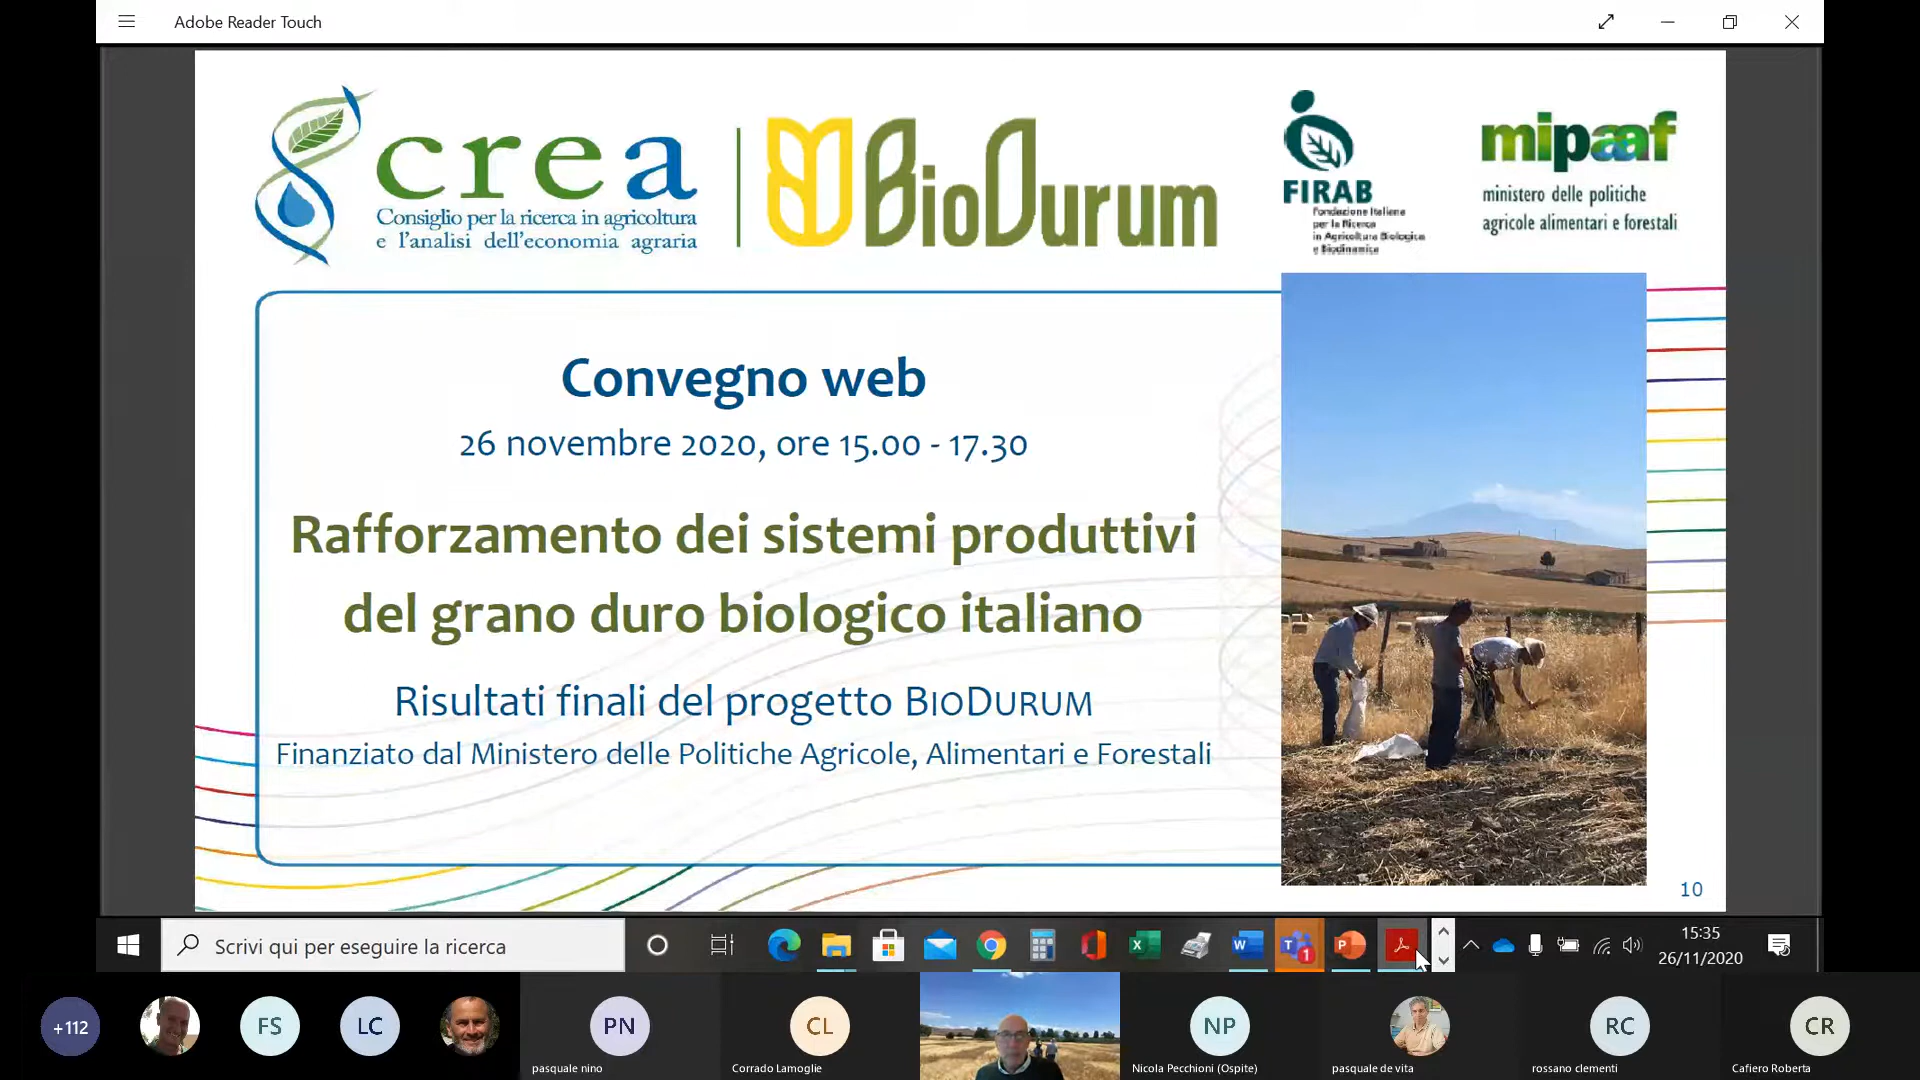 Adobe Reader Touch
crea
Consiglio per la ricerca in agricoltura
e l'analisi dell'economia agraria
BioDurum
FIRAB
Fondazione Italiana
per la Ricerca
in Agricoltura Biologica
e Biodinamica
mipaaf
ministero delle politiche
agricole alimentari e forestali
Convegno web
26 novembre 2020, ore 15.00 - 17.30
Rafforzamento dei sistemi produttivi
del grano duro biologico italiano
Risultati finali del progetto BIODURUM
Finanziato dal Ministero delle Politiche Agricole, Alimentari e Forestali
10
Scrivi qui per eseguire la ricerca
1
15:35
26/11/2020
+112
FS
LC
PN
pasquale nino
CL
Corrado Lamoglie
NP
Nicola Pecchioni (Ospite)
pasquale de vita
RC
rossano clementi
CR
Cafiero Roberta